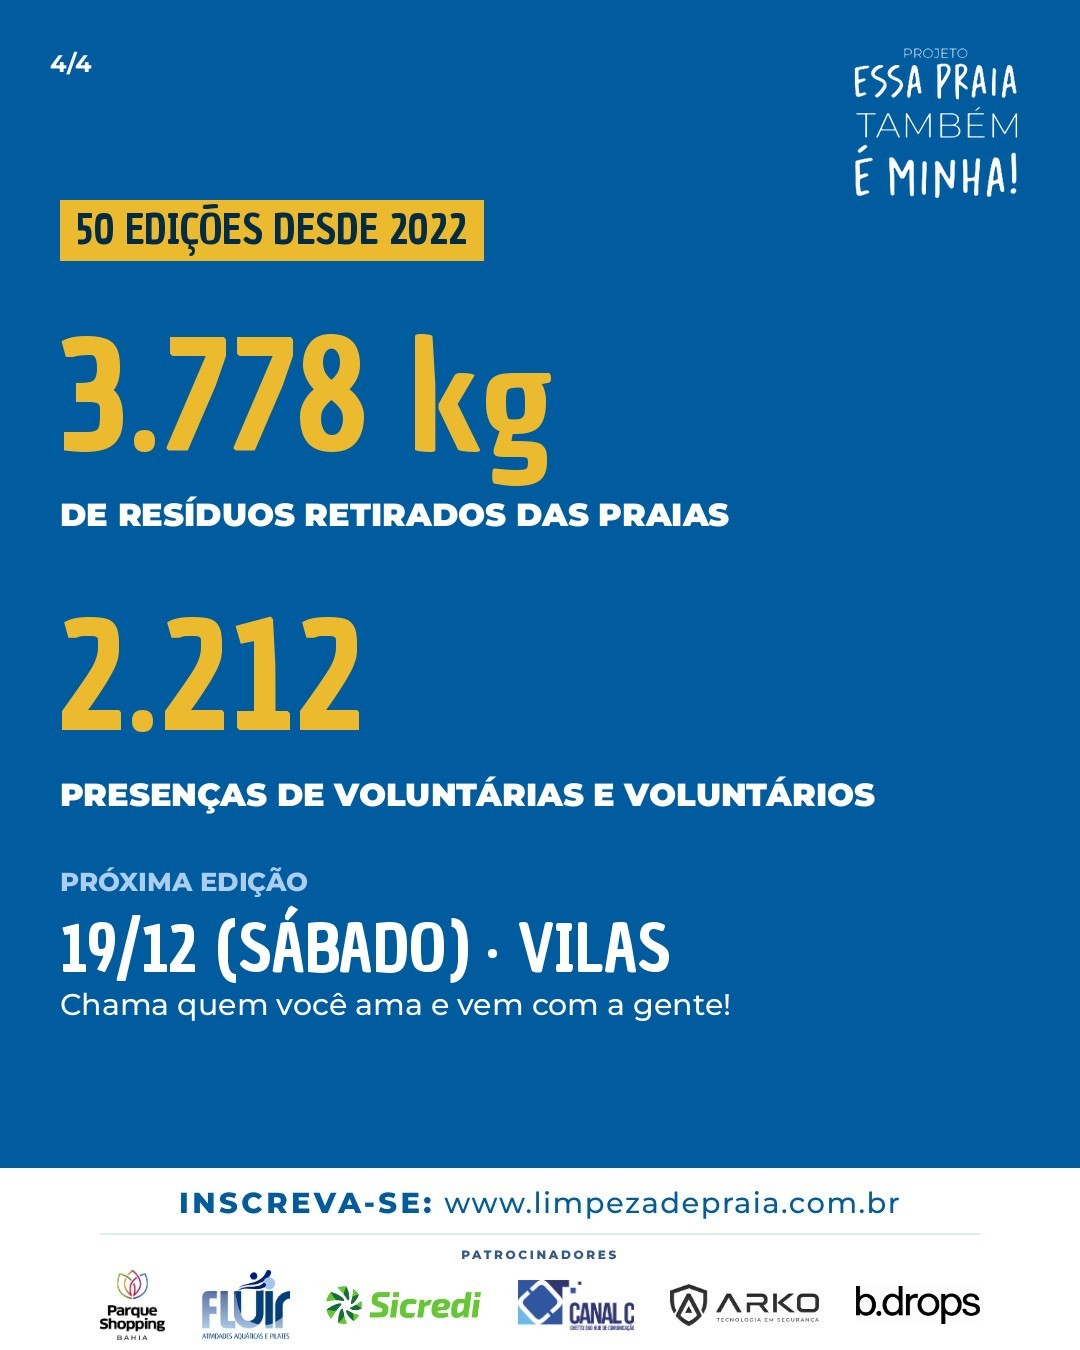 4/4
PROJETO
ESSA PRAIA
TAMBÉM
É MINHA!
50 EDIÇÕES DESDE 2022
3.778 kg
DE RESÍDUOS RETIRADOS DAS PRAIAS
2.212
PRESENÇAS DE VOLUNTÁRIAS E VOLUNTÁRIOS
PRÓXIMA EDIÇÃO
19/12 (SÁBADO) · VILAS
Chama quem você ama e vem com a gente!
INSCREVA-SE: www.limpezadepraia.com.br
PATROCINADORES
Parque
Shopping
BAHIA
FLUIR
ATIVIDADES AQUÁTICAS E PILATES
Sicredi
CANAL C
ARKO
TECNOLOGIA EM SEGURANÇA
b.drops